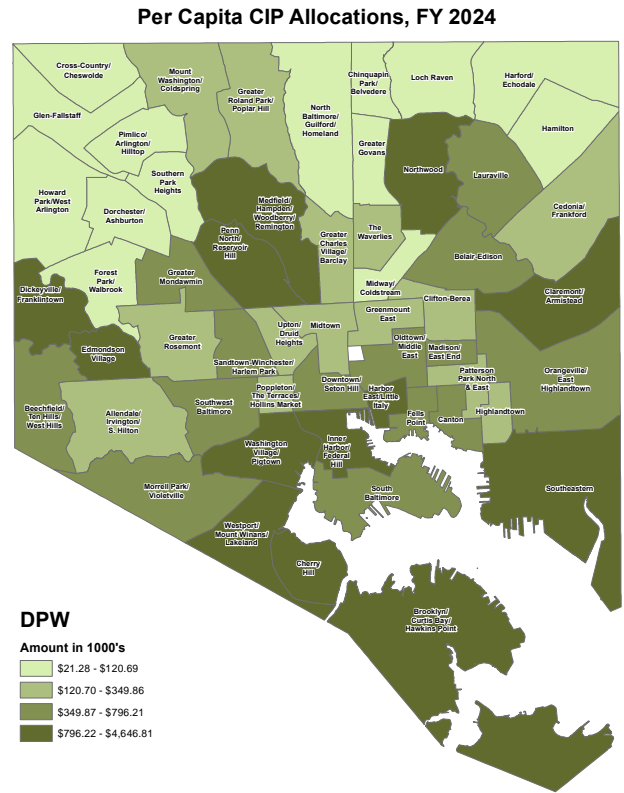 Per Capita CIP Allocations, FY 2024
Cross-Country/
Cheswolde
Mount
Washington/
Coldspring
Greater
Roland Park/
Poplar Hill
North
Baltimore/
Guilford/
Homeland
Chinquapin
Park/
Belvedere
Loch Raven
Harford/
Echodale
Glen-Fallstaff
Pimlico/
Arlington/
Hilltop
Greater
Govans
Hamilton
Howard
Park/West
Arlington
Southern
Park
Heights
Northwood
Lauraville
Dorchester/
Ashburton
Medfield/
Hampden/
Woodberry/
Remington
Cedonia/
Frankford
Penn
North/
Reservoir
Hill
Greater
Charles
Village/
Barclay
The
Waverlies
Belair-Edison
Forest
Park/
Walbrook
Greater
Mondawmin
Midway/
Coldstream
Dickeyville/
Franklintown
Clifton-Berea
Claremont/
Armistead
Greenmount
East
Edmondson
Village
Greater
Rosemont
Upton/
Druid
Heights
Midtown
Oldtown/
Middle
East
Madison/
East End
Sandtown-Winchester/
Harlem Park
Patterson
Park North
& East
Orangeville/
East
Highlandtown
Beechfield/
Ten Hills/
West Hills
Allendale/
Irvington/
S. Hilton
Southwest
Baltimore
Poppleton/
The Terraces/
Hollins Market
Downtown/
Seton Hill
Harbor
East/Little
Italy
Fells
Point
Canton
Highlandtown
Washington
Village/
Pigtown
Inner
Harbor/
Federal
Hill
Morrell Park/
Violetville
South
Baltimore
Southeastern
Westport/
Mount Winans/
Lakeland
Cherry
Hill
Brooklyn/
Curtis Bay/
Hawkins Point
DPW
Amount in 1000's
$21.28 - $120.69
$120.70 - $349.86
$349.87 - $796.21
$796.22 - $4,646.81